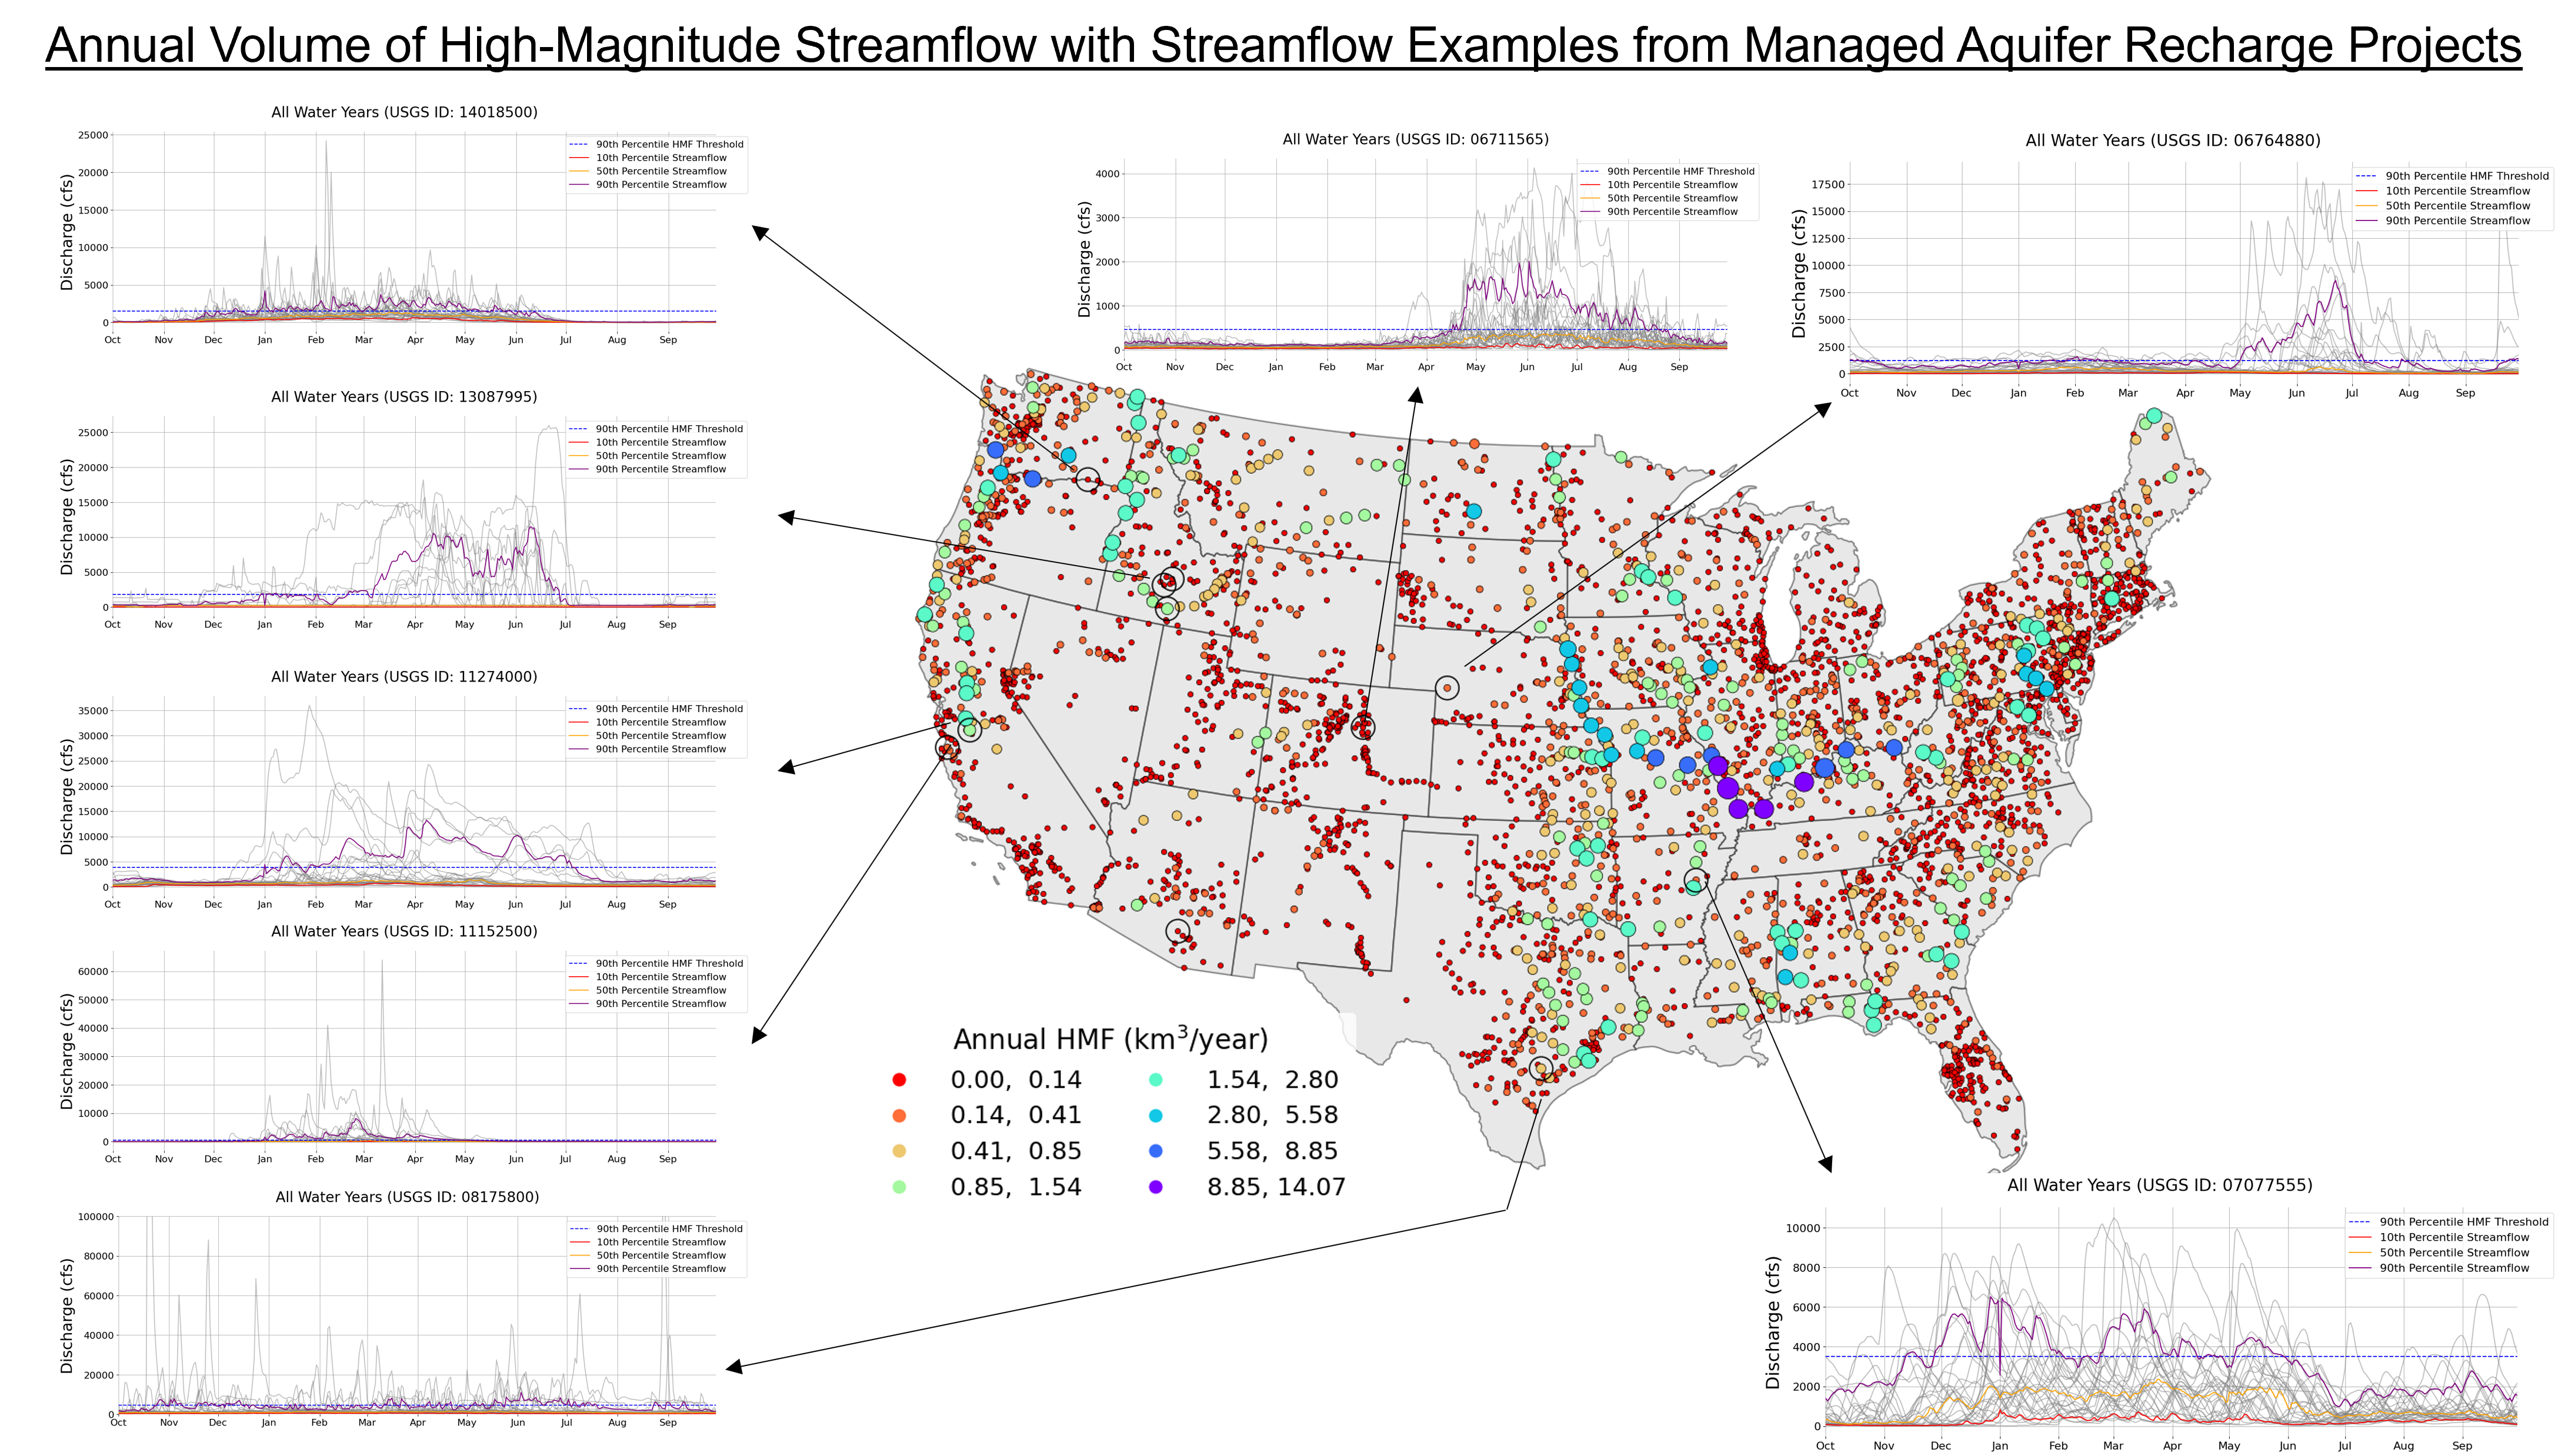 Annual Volume of High-Magnitude Streamflow with Streamflow Examples from Managed Aquifer Recharge Projects
All Water Years (USGS ID: 14018500)
Discharge (cfs)
25000
20000
15000
10000
5000
0
Oct Nov Dec Jan Feb Mar Apr May Jun Jul Aug Sep
90th Percentile HMF Threshold
10th Percentile Streamflow
50th Percentile Streamflow
90th Percentile Streamflow
All Water Years (USGS ID: 13087995)
Discharge (cfs)
25000
20000
15000
10000
5000
0
Oct Nov Dec Jan Feb Mar Apr May Jun Jul Aug Sep
90th Percentile HMF Threshold
10th Percentile Streamflow
50th Percentile Streamflow
90th Percentile Streamflow
All Water Years (USGS ID: 11274000)
Discharge (cfs)
35000
30000
25000
20000
15000
10000
5000
0
Oct Nov Dec Jan Feb Mar Apr May Jun Jul Aug Sep
90th Percentile HMF Threshold
10th Percentile Streamflow
50th Percentile Streamflow
90th Percentile Streamflow
All Water Years (USGS ID: 11152500)
Discharge (cfs)
60000
50000
40000
30000
20000
10000
0
Oct Nov Dec Jan Feb Mar Apr May Jun Jul Aug Sep
90th Percentile HMF Threshold
10th Percentile Streamflow
50th Percentile Streamflow
90th Percentile Streamflow
All Water Years (USGS ID: 08175800)
Discharge (cfs)
100000
80000
60000
40000
20000
0
Oct Nov Dec Jan Feb Mar Apr May Jun Jul Aug Sep
90th Percentile HMF Threshold
10th Percentile Streamflow
50th Percentile Streamflow
90th Percentile Streamflow
All Water Years (USGS ID: 06711565)
Discharge (cfs)
4000
3000
2000
1000
0
Oct Nov Dec Jan Feb Mar Apr May Jun Jul Aug Sep
90th Percentile HMF Threshold
10th Percentile Streamflow
50th Percentile Streamflow
90th Percentile Streamflow
All Water Years (USGS ID: 06764880)
Discharge (cfs)
17500
15000
12500
10000
7500
5000
2500
0
Oct Nov Dec Jan Feb Mar Apr May Jun Jul Aug Sep
90th Percentile HMF Threshold
10th Percentile Streamflow
50th Percentile Streamflow
90th Percentile Streamflow
Annual HMF (km³/year)
0.00, 0.14
0.14, 0.41
0.41, 0.85
0.85, 1.54
1.54, 2.80
2.80, 5.58
5.58, 8.85
8.85, 14.07
All Water Years (USGS ID: 07077555)
Discharge (cfs)
10000
8000
6000
4000
2000
0
Oct Nov Dec Jan Feb Mar Apr May Jun Jul Aug Sep
90th Percentile HMF Threshold
10th Percentile Streamflow
50th Percentile Streamflow
90th Percentile Streamflow